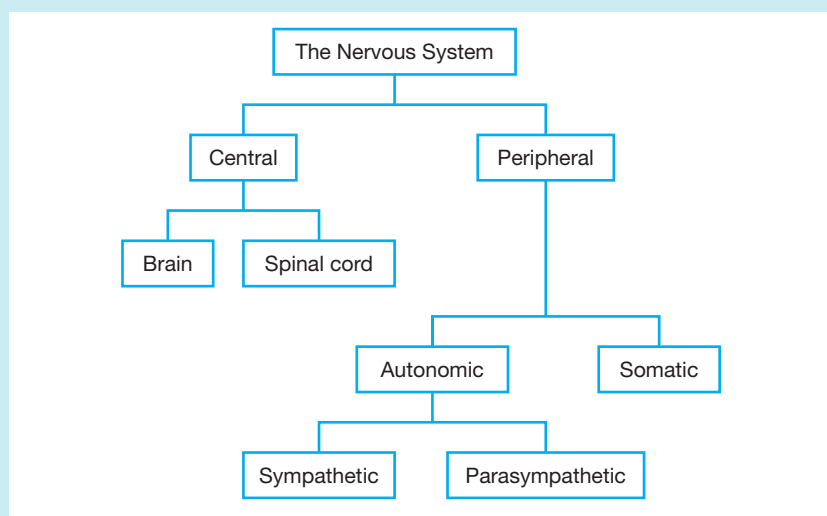 The Nervous System
Central
Peripheral
Brain
Spinal cord
Autonomic
Somatic
Sympathetic
Parasympathetic